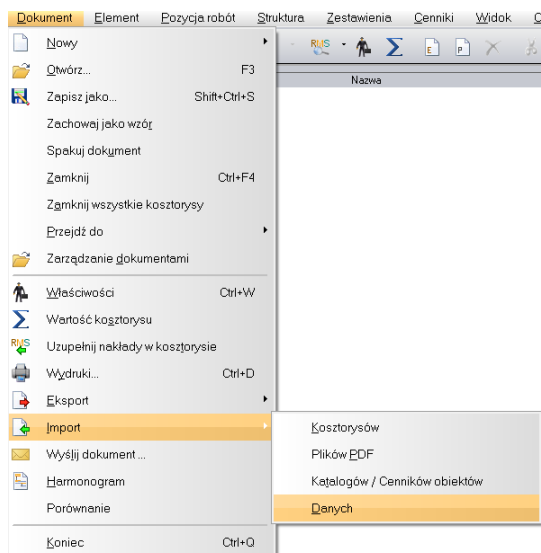 Dokument Element Pozycja robót Struktura Zestawienia Cenniki Widok
Nowy
Otwórz... F3
RMS E P
Nazwa
Zapisz jako... Shift+Ctrl+S
Zachowaj jako wzór
Spakuj dokument
Zamknij Ctrl+F4
Zamknij wszystkie kosztorysy
Przejdź do
Zarządzanie dokumentami
Właściwości Ctrl+W
Wartość kosztorysu
RMS Uzupełnij nakłady w kosztorysie
Wydruki... Ctrl+D
Eksport
Import
Kosztorysów
Wyślij dokument ...
Plików PDF
Harmonogram
Katalogów / Cenników obiektów
Porównanie
Danych
Koniec Ctrl+Q